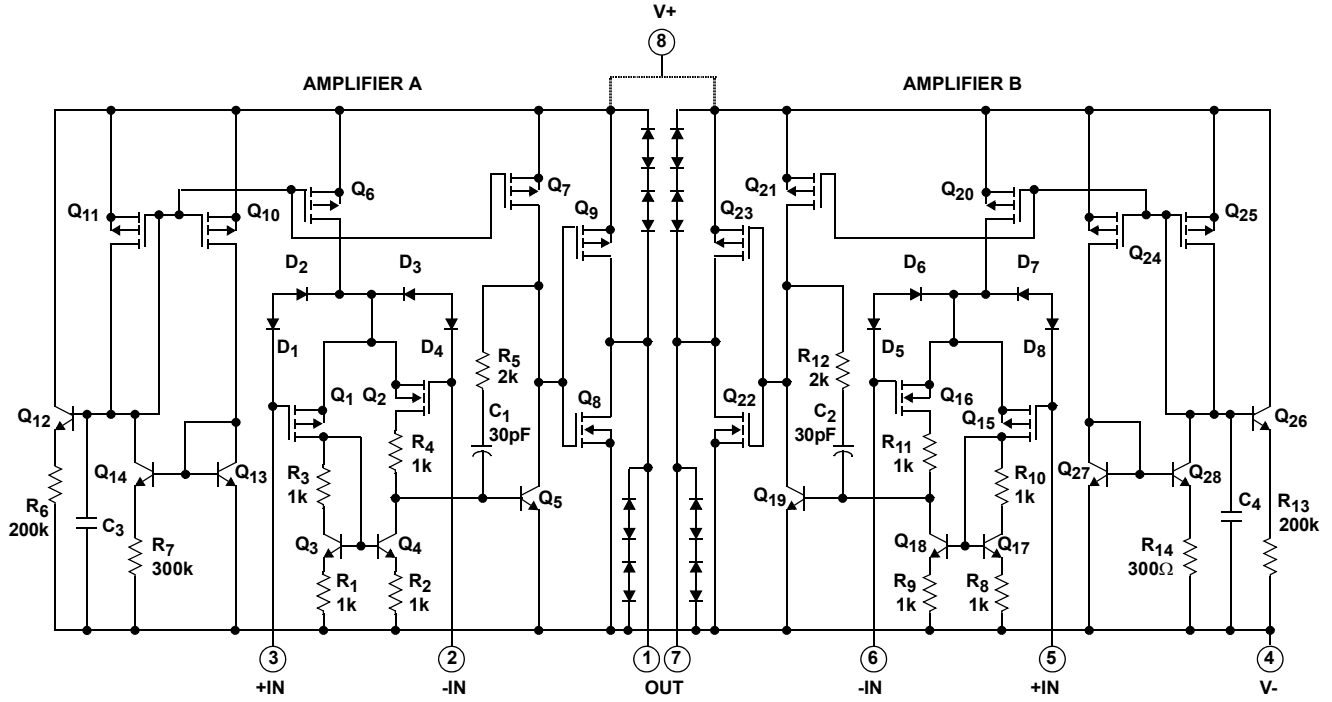 V+
8
AMPLIFIER A
AMPLIFIER B
Q11
Q10
Q6
Q7
Q9
Q21
Q23
Q20
Q24
Q25
D2
D3
D6
D7
D1
D4
D5
D8
R5
2k
R12
2k
Q12
Q1
Q2
Q8
Q22
Q16
Q15
Q26
C1
30pF
C2
30pF
R4
1k
R11
1k
Q14
Q13
R3
1k
R10
1k
Q5
Q19
Q27
Q28
R6
200k
C3
R7
300k
Q3
Q4
Q18
Q17
C4
R13
200k
R14
300Ω
R1
1k
R2
1k
R9
1k
R8
1k
3
2
1
7
6
5
4
+IN
-IN
OUT
-IN
+IN
V-